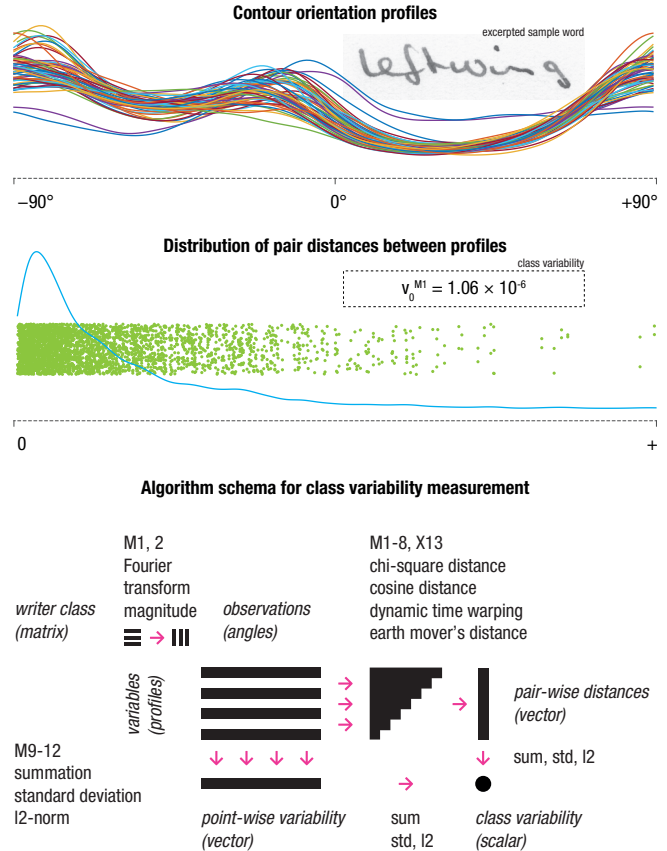 Contour orientation profiles
excerpted sample word
leftwing
−90°
0°
+90°
Distribution of pair distances between profiles
class variability
v₀ᴹ¹ = 1.06 × 10⁻⁶
0
+
Algorithm schema for class variability measurement
M1, 2
Fourier
transform
magnitude
M1-8, X13
chi-square distance
cosine distance
dynamic time warping
earth mover's distance
writer class
(matrix)
observations
(angles)
variables
(profiles)
pair-wise distances
(vector)
M9-12
summation
standard deviation
l2-norm
sum, std, l2
point-wise variability
(vector)
sum
std, l2
class variability
(scalar)